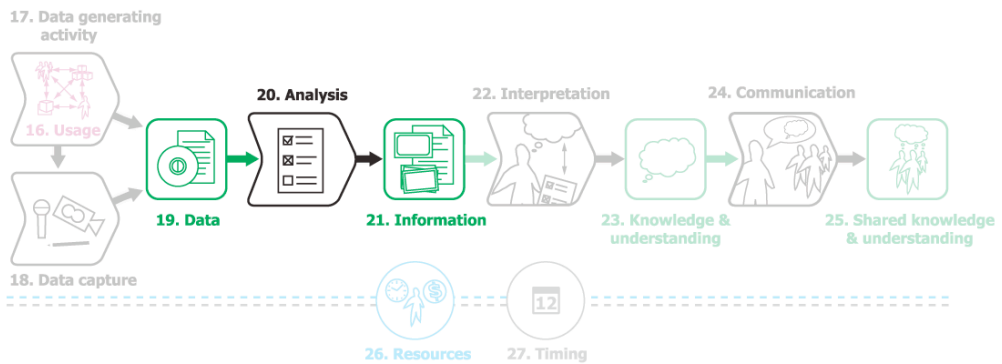 17. Data generating
activity
16. Usage
18. Data capture
19. Data
20. Analysis
21. Information
22. Interpretation
23. Knowledge &
understanding
24. Communication
25. Shared knowledge
& understanding
$
12
26. Resources
27. Timing